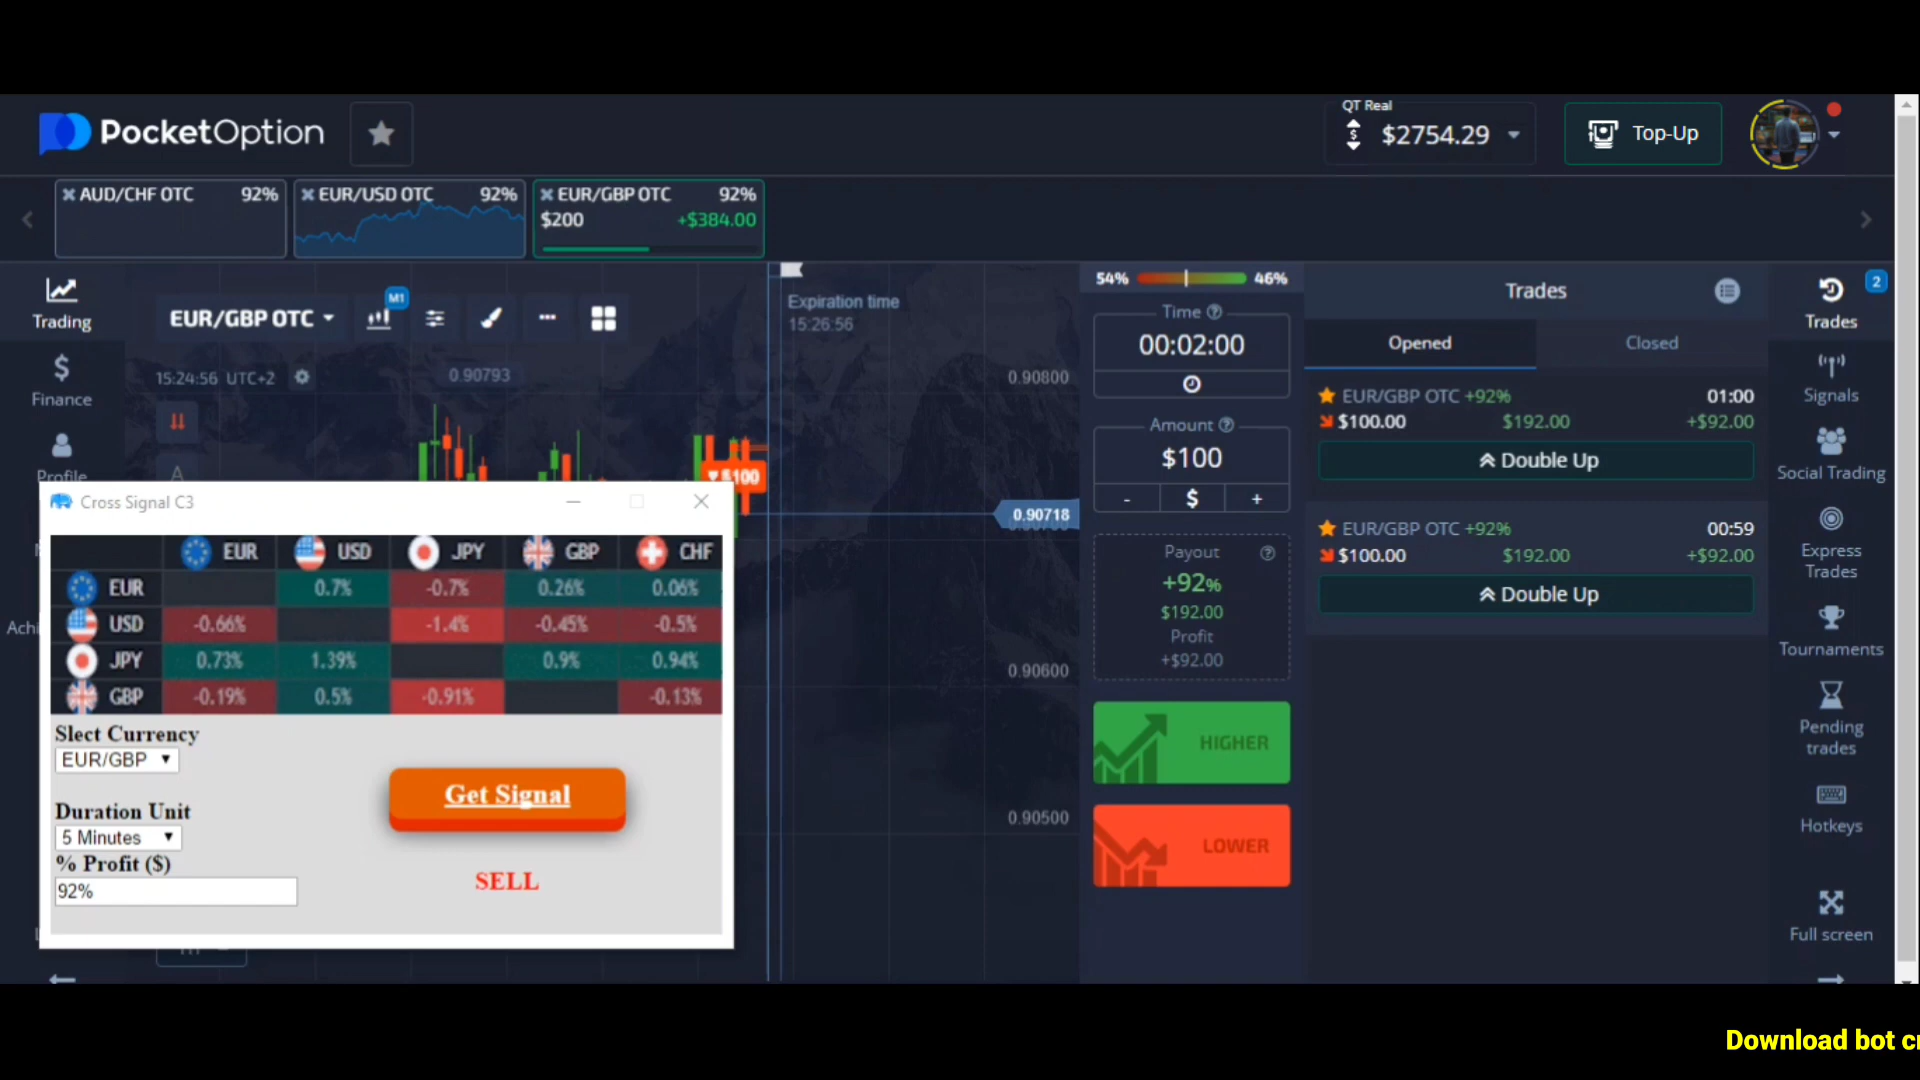 PocketOption
QT Real
$2754.29
Top-Up
AUD/CHF OTC 92%
EUR/USD OTC 92%
EUR/GBP OTC 92%
$200 +$384.00
Trading
Finance
Profile
Achi
EUR/GBP OTC
M1
15:24:56 UTC+2
0.90793
Expiration time
15:26:56
0.90800
$100
0.90718
0.90600
0.90500
Cross Signal C3
EUR USD JPY GBP CHF
EUR 0.7% -0.7% 0.26% 0.06%
USD -0.66% -1.4% -0.45% -0.5%
JPY 0.73% 1.39% 0.9% 0.94%
GBP -0.19% 0.5% -0.91% -0.13%
Slect Currency
EUR/GBP
Duration Unit
5 Minutes
% Profit ($)
92%
Get Signal
SELL
54% 46%
Time
00:02:00
Amount
$100
- $ +
Payout
+92%
$192.00
Profit
+$92.00
HIGHER
LOWER
Trades
Opened Closed
EUR/GBP OTC +92% 01:00
$100.00 $192.00 +$92.00
Double Up
EUR/GBP OTC +92% 00:59
$100.00 $192.00 +$92.00
Double Up
2
Trades
Signals
Social Trading
Express
Trades
Tournaments
Pending
trades
Hotkeys
Full screen
Download bot